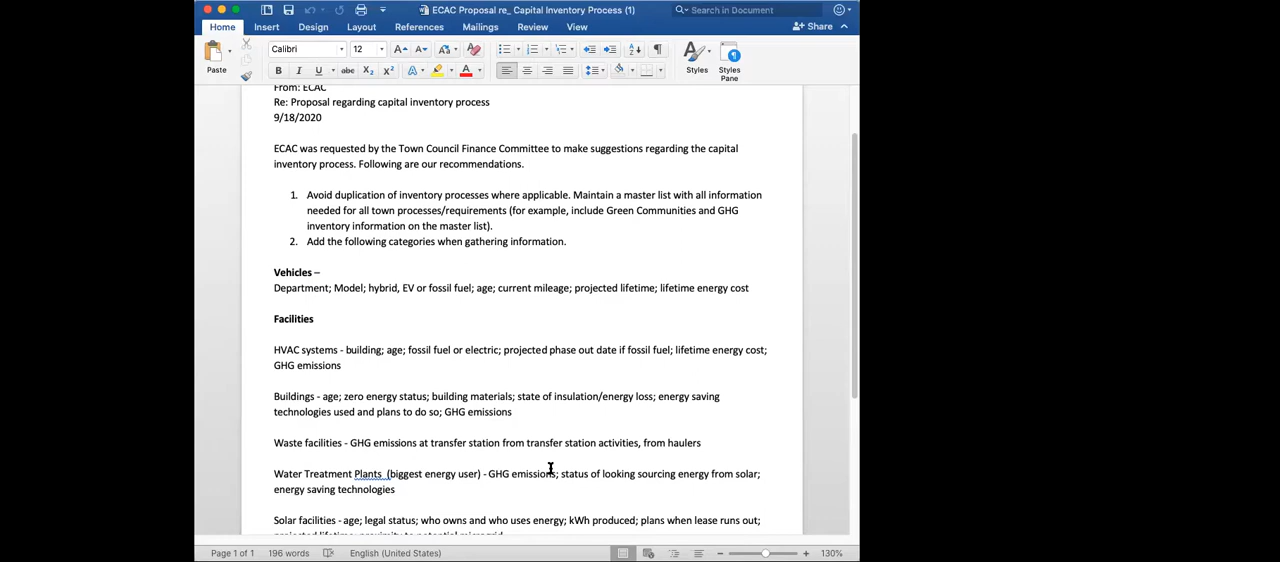 ECAC Proposal re_ Capital Inventory Process (1)
Search in Document
Home Insert Design Layout References Mailings Review View
Share
Paste
Calibri 12
B I U abc X₂ X²
Styles Styles Pane
From: ECAC
Re: Proposal regarding capital inventory process
9/18/2020
ECAC was requested by the Town Council Finance Committee to make suggestions regarding the capital
inventory process. Following are our recommendations.
1. Avoid duplication of inventory processes where applicable. Maintain a master list with all information
needed for all town processes/requirements (for example, include Green Communities and GHG
inventory information on the master list).
2. Add the following categories when gathering information.
Vehicles –
Department; Model; hybrid, EV or fossil fuel; age; current mileage; projected lifetime; lifetime energy cost
Facilities
HVAC systems - building; age; fossil fuel or electric; projected phase out date if fossil fuel; lifetime energy cost;
GHG emissions
Buildings - age; zero energy status; building materials; state of insulation/energy loss; energy saving
technologies used and plans to do so; GHG emissions
Waste facilities - GHG emissions at transfer station from transfer station activities, from haulers
Water Treatment Plants (biggest energy user) - GHG emissions; status of looking sourcing energy from solar;
energy saving technologies
Solar facilities - age; legal status; who owns and who uses energy; kWh produced; plans when lease runs out;
projected lifetime; proximity to potential microgrid
Page 1 of 1 196 words English (United States) 130%